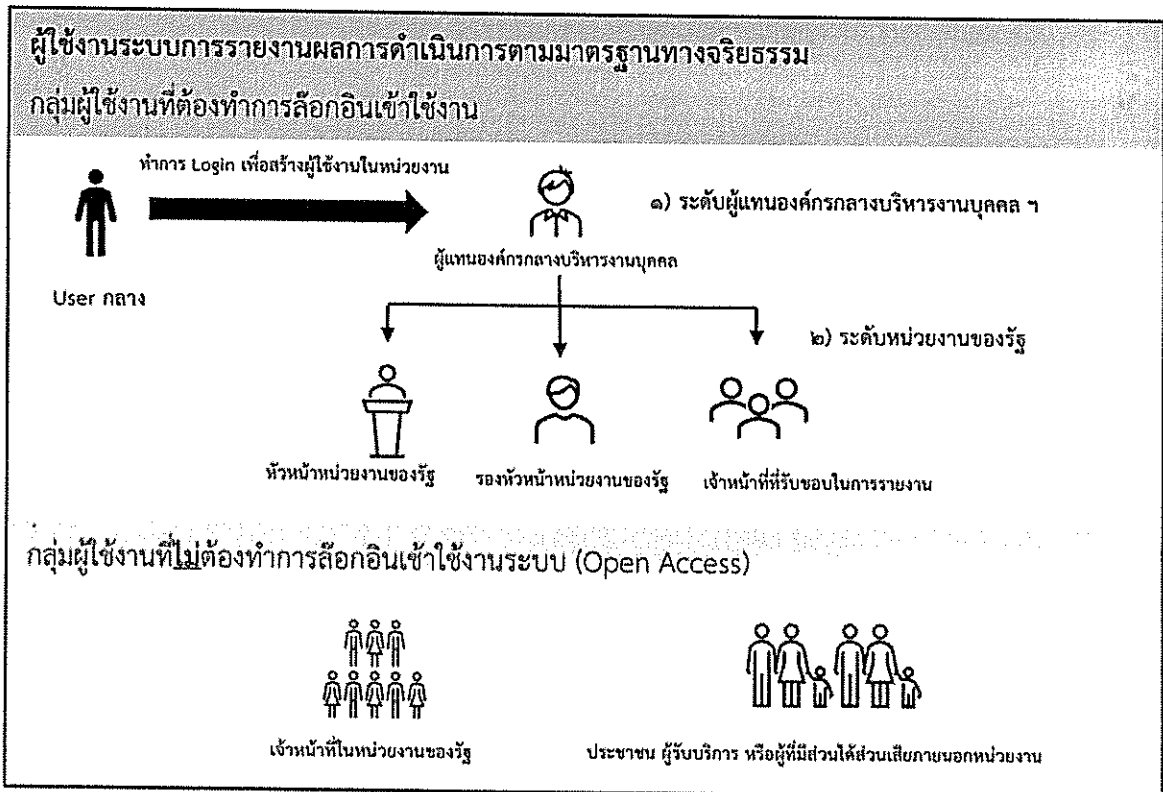 ผู้ใช้งานระบบการรายงานผลการดำเนินการตามมาตรฐานทางจริยธรรม
กลุ่มผู้ใช้งานที่ต้องทำการล๊อกอินเข้าใช้งาน
ทำการ Login เพื่อสร้างผู้ใช้งานในหน่วยงาน
๑) ระดับผู้แทนองค์กรกลางบริหารงานบุคคล ฯ
ผู้แทนองค์กรกลางบริหารงานบุคคล
User กลาง
๒) ระดับหน่วยงานของรัฐ
หัวหน้าหน่วยงานของรัฐ
รองหัวหน้าหน่วยงานของรัฐ
เจ้าหน้าที่ที่รับชอบในการรายงาน
กลุ่มผู้ใช้งานที่ไม่ต้องทำการล๊อกอินเข้าใช้งานระบบ (Open Access)
เจ้าหน้าที่ในหน่วยงานของรัฐ
ประชาชน ผู้รับบริการ หรือผู้ที่มีส่วนได้ส่วนเสียภายนอกหน่วยงาน